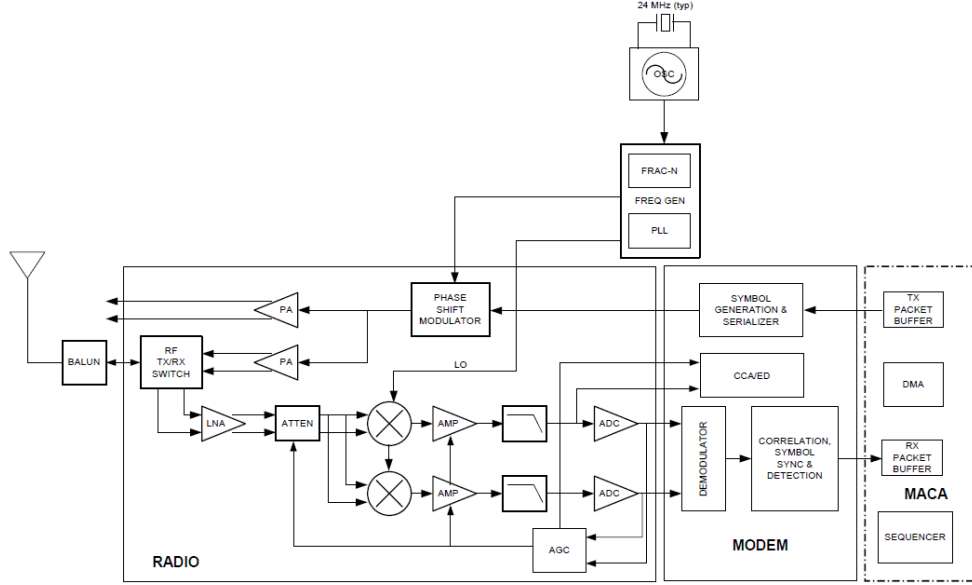 24 MHz (typ)
OSC
FRAC-N
FREQ GEN
PLL
PHASE
SHIFT
MODULATOR
SYMBOL
GENERATION &
SERIALIZER
TX
PACKET
BUFFER
PA
BALUN
RF
TX/RX
SWITCH
PA
LO
CCA/ED
DMA
LNA
ATTEN
AMP
ADC
DEMODULATOR
CORRELATION,
SYMBOL
SYNC &
DETECTION
RX
PACKET
BUFFER
AMP
ADC
MACA
AGC
SEQUENCER
RADIO
MODEM